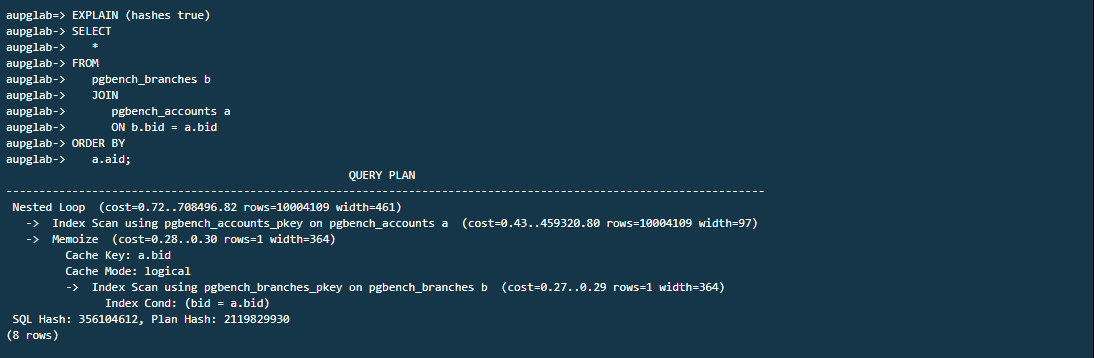 aupglab=> EXPLAIN (hashes true)
aupglab-> SELECT
aupglab->    *
aupglab-> FROM
aupglab->    pgbench_branches b
aupglab->    JOIN
aupglab->       pgbench_accounts a
aupglab->       ON b.bid = a.bid
aupglab-> ORDER BY
aupglab->    a.aid;
                                                    QUERY PLAN
-------------------------------------------------------------------------------------------------------------------
 Nested Loop  (cost=0.72..708496.82 rows=10004109 width=461)
   ->  Index Scan using pgbench_accounts_pkey on pgbench_accounts a  (cost=0.43..459320.80 rows=10004109 width=97)
   ->  Memoize  (cost=0.28..0.30 rows=1 width=364)
         Cache Key: a.bid
         Cache Mode: logical
         ->  Index Scan using pgbench_branches_pkey on pgbench_branches b  (cost=0.27..0.29 rows=1 width=364)
               Index Cond: (bid = a.bid)
 SQL Hash: 356104612, Plan Hash: 2119829930
(8 rows)